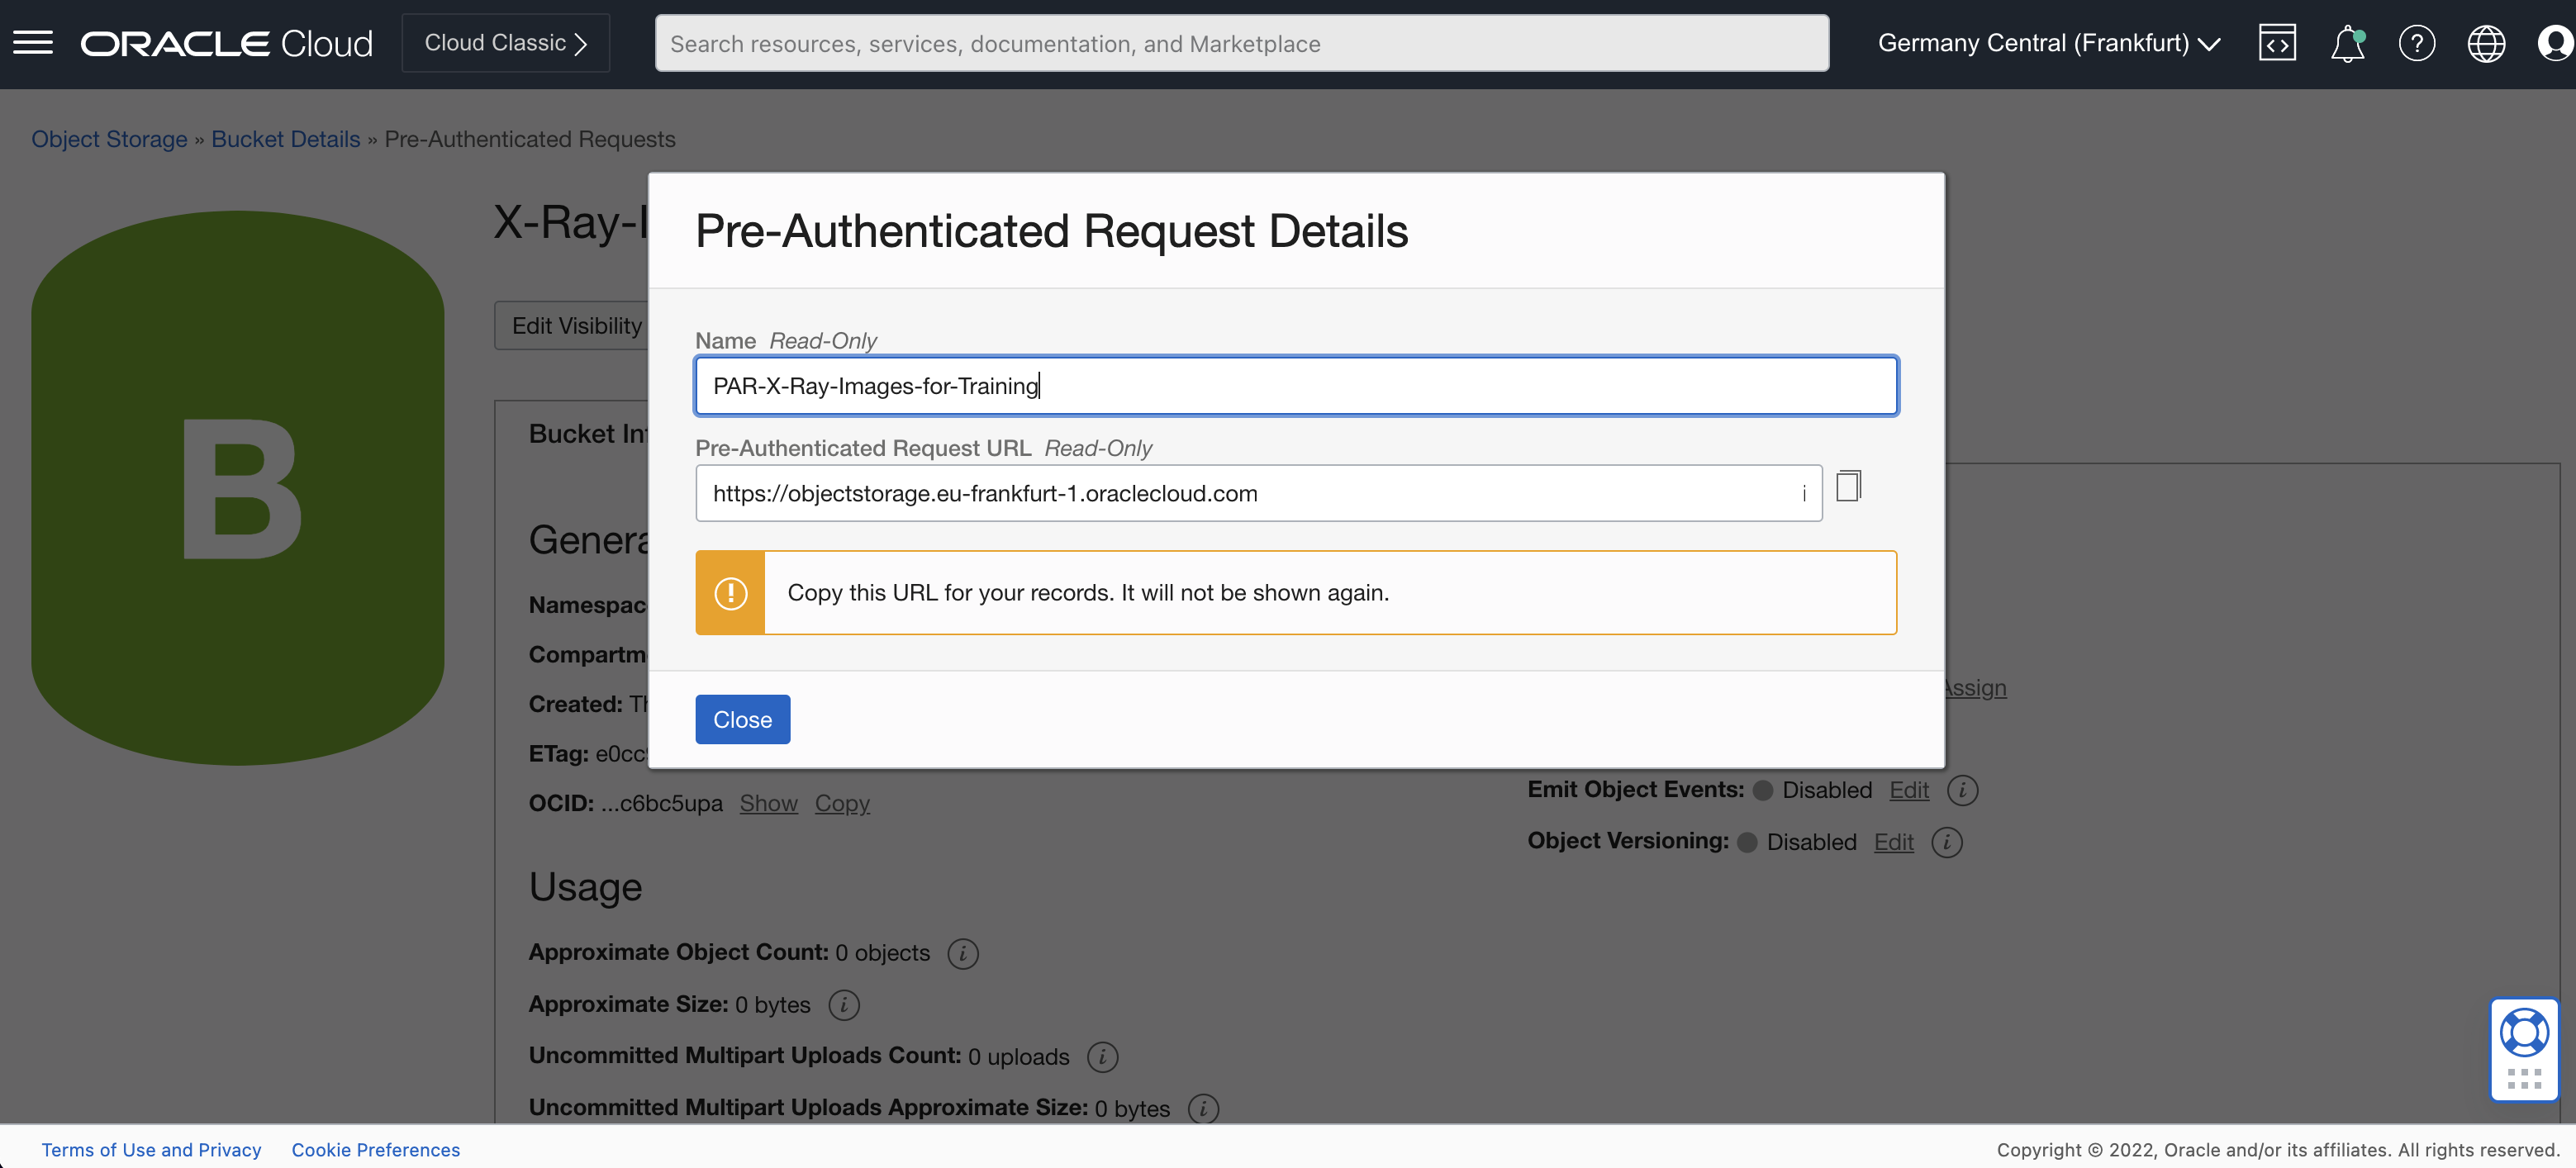 ORACLE Cloud
Cloud Classic
Search resources, services, documentation, and Marketplace
Germany Central (Frankfurt)
Object Storage » Bucket Details » Pre-Authenticated Requests
B
X-Ray-I
Edit Visibility
Pre-Authenticated Request Details
Name Read-Only
PAR-X-Ray-Images-for-Training
Pre-Authenticated Request URL Read-Only
https://objectstorage.eu-frankfurt-1.oraclecloud.com i
Copy this URL for your records. It will not be shown again.
Close
Bucket In
Genera
Namespac
Compartm
Created: Th
ETag: e0cc
OCID: ...c6bc5upa Show Copy
Usage
Approximate Object Count: 0 objects
Approximate Size: 0 bytes
Uncommitted Multipart Uploads Count: 0 uploads
Uncommitted Multipart Uploads Approximate Size: 0 bytes
Assign
Emit Object Events: Disabled Edit
Object Versioning: Disabled Edit
Terms of Use and Privacy Cookie Preferences
Copyright © 2022, Oracle and/or its affiliates. All rights reserved.